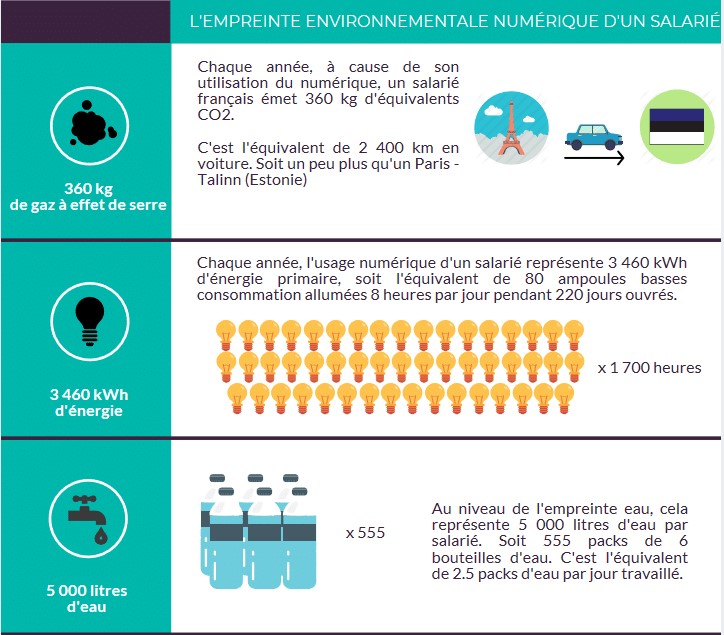 L'EMPREINTE ENVIRONNEMENTALE NUMÉRIQUE D'UN SALARIÉ
Chaque année, à cause de son
utilisation du numérique, un salarié
français émet 360 kg d'équivalents
CO2.
C'est l'équivalent de 2 400 km en
voiture. Soit un peu plus qu'un Paris -
Talinn (Estonie)
360 kg
de gaz à effet de serre
Chaque année, l'usage numérique d'un salarié représente 3 460 kWh
d'énergie primaire, soit l'équivalent de 80 ampoules basses
consommation allumées 8 heures par jour pendant 220 jours ouvrés.
x 1 700 heures
3 460 kWh
d'énergie
x 555
Au niveau de l'empreinte eau, cela
représente 5 000 litres d'eau par
salarié. Soit 555 packs de 6
bouteilles d'eau. C'est l'équivalent
de 2.5 packs d'eau par jour travaillé.
5 000 litres
d'eau